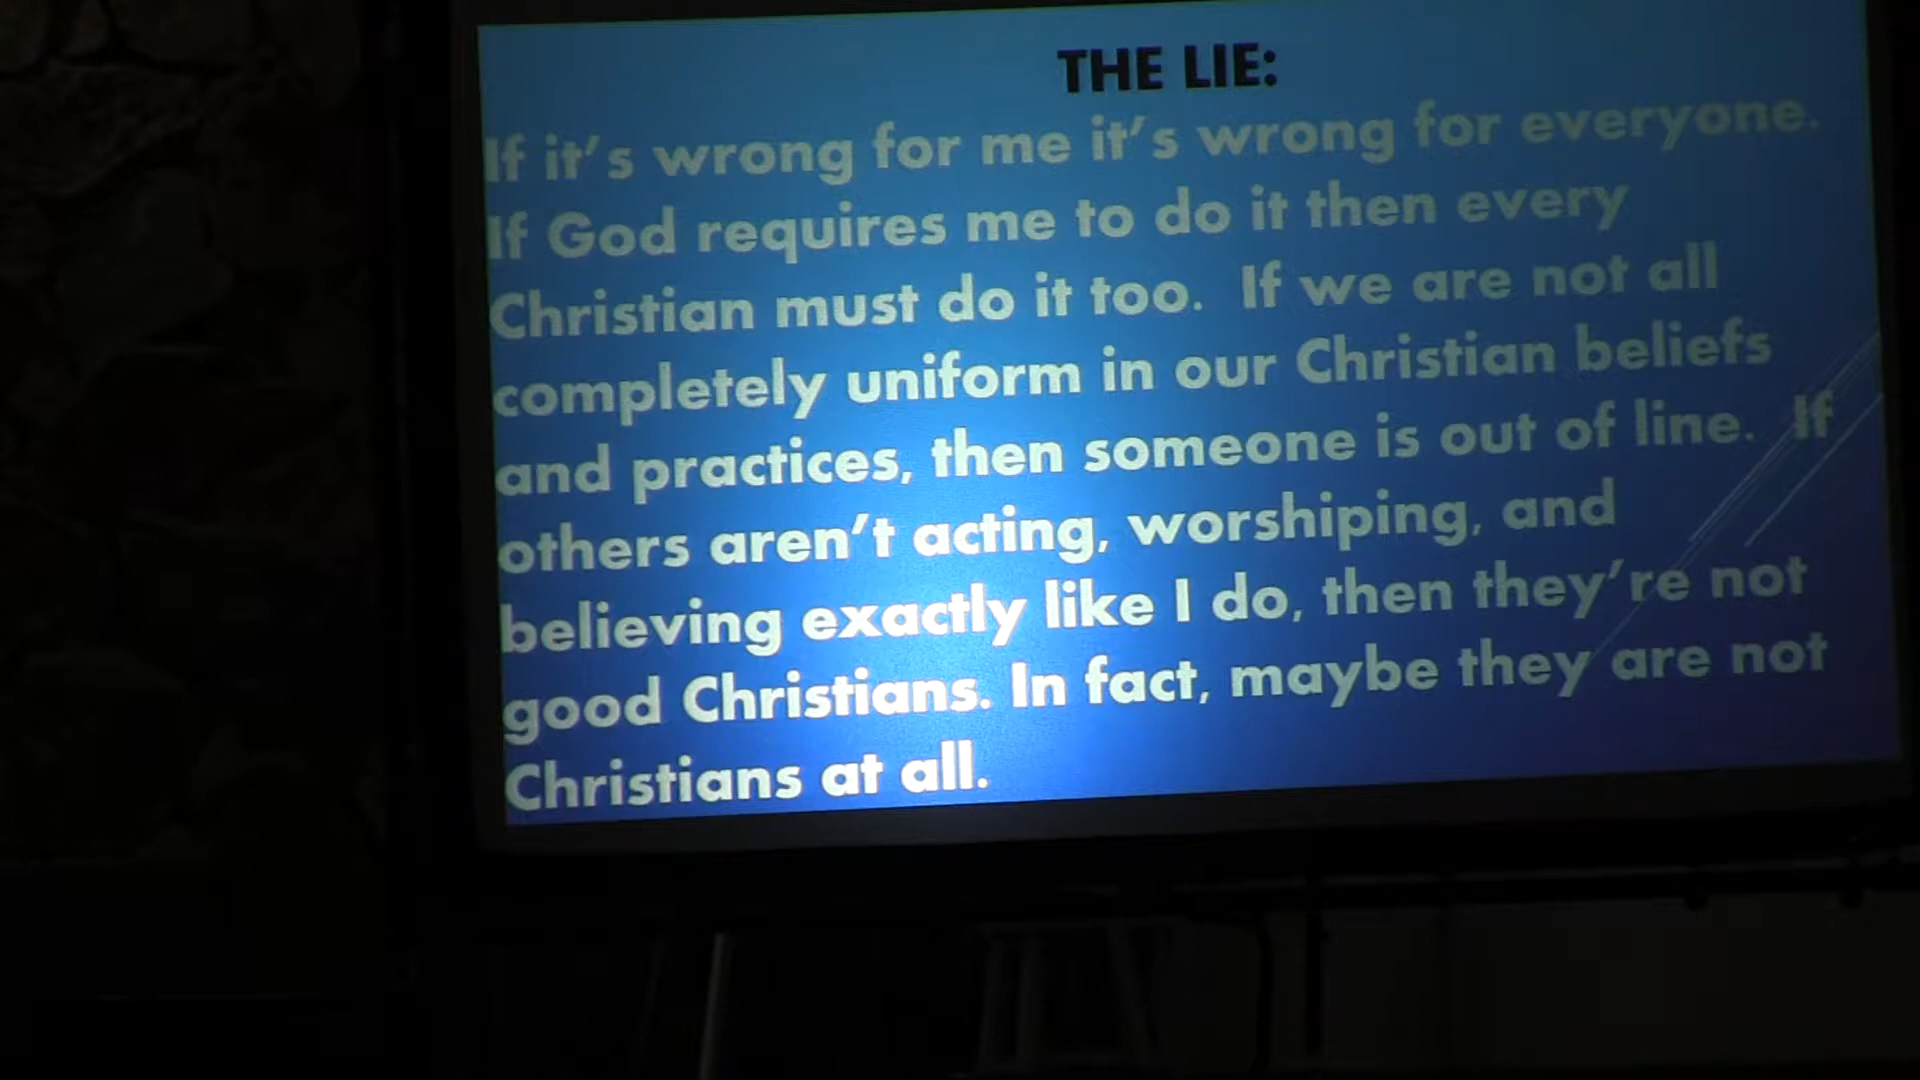 THE LIE:
If it's wrong for me it's wrong for everyone.
If God requires me to do it then every
Christian must do it too. If we are not all
completely uniform in our Christian beliefs
and practices, then someone is out of line. If
others aren't acting, worshiping, and
believing exactly like I do, then they're not
good Christians. In fact, maybe they are not
Christians at all.